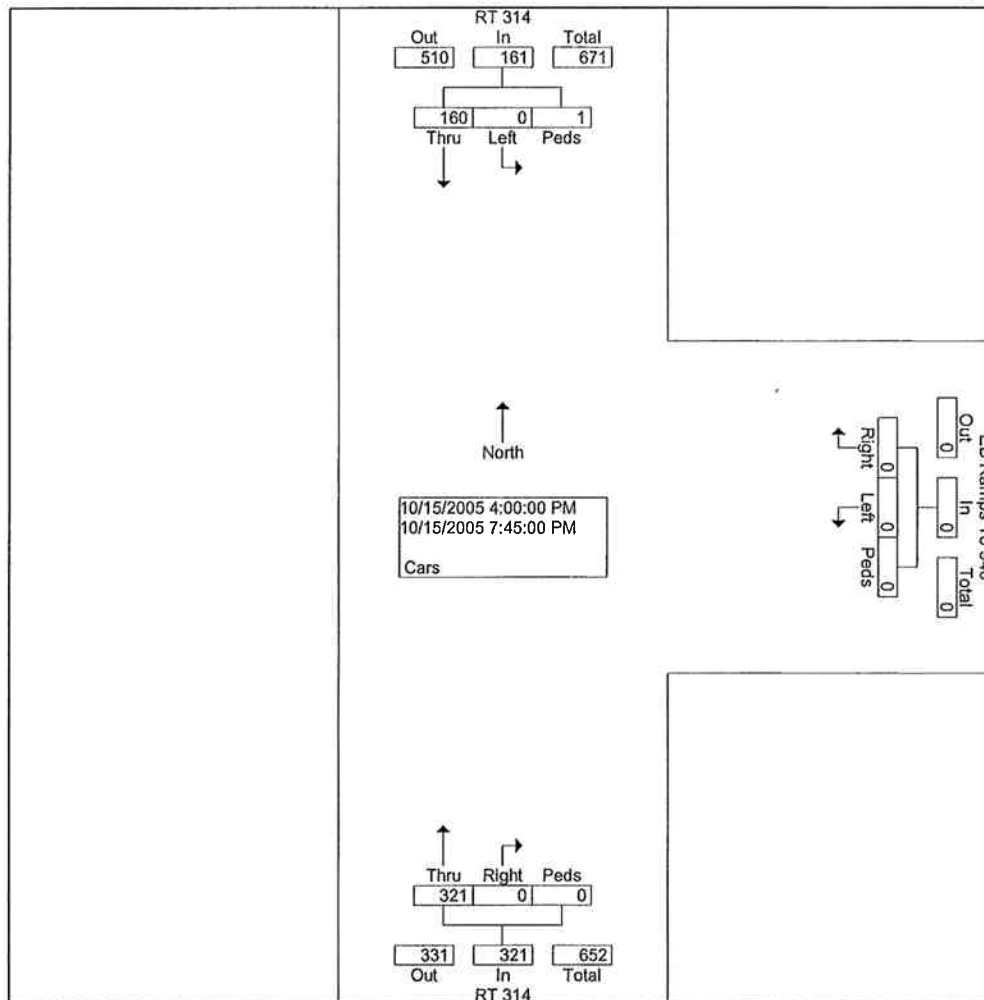 RT 314
Out In Total
510 161 671
160 0 1
Thru Left Peds
North
10/15/2005 4:00:00 PM
10/15/2005 7:45:00 PM
Cars
Out In Total
0 0 0
Right Left Peds
0 0 0
Thru Right Peds
321 0 0
331 321 652
Out In Total
RT 314